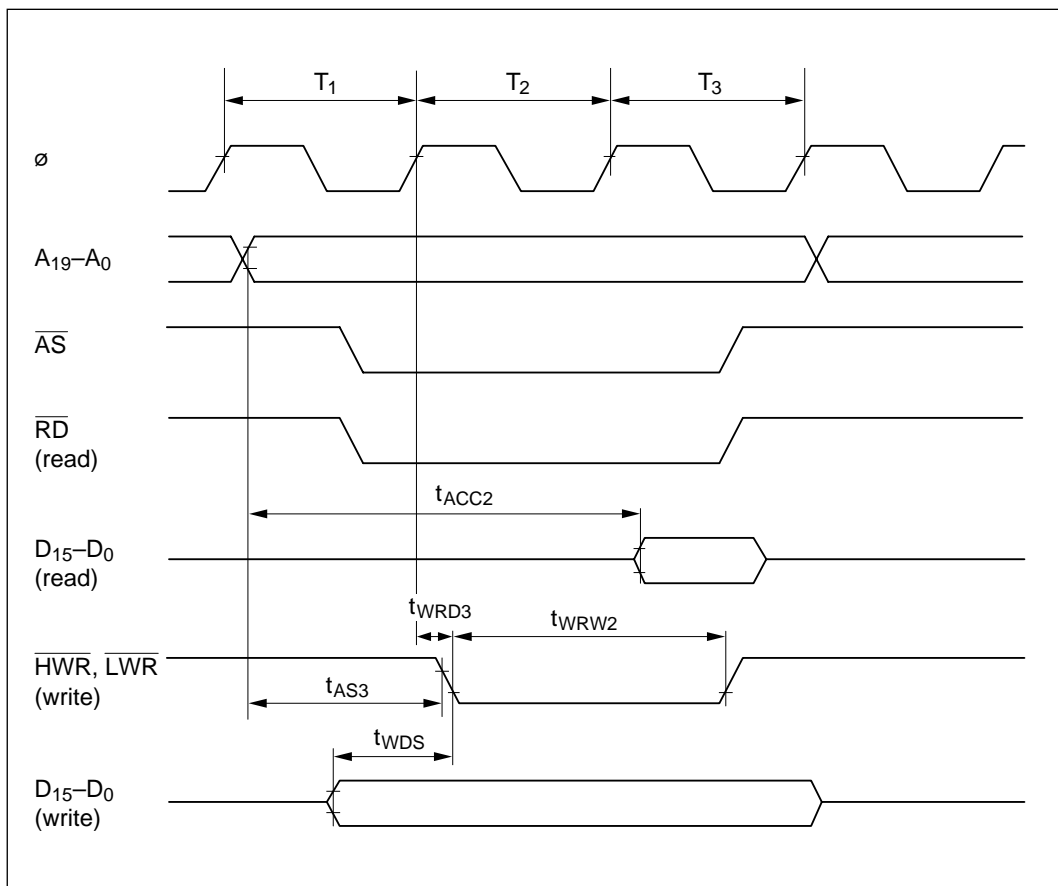 T1 T2 T3
ø
A19–A0
AS
RD
(read)
tACC2
D15–D0
(read)
tWRD3
tWRW2
HWR, LWR
(write)
tAS3
tWDS
D15–D0
(write)